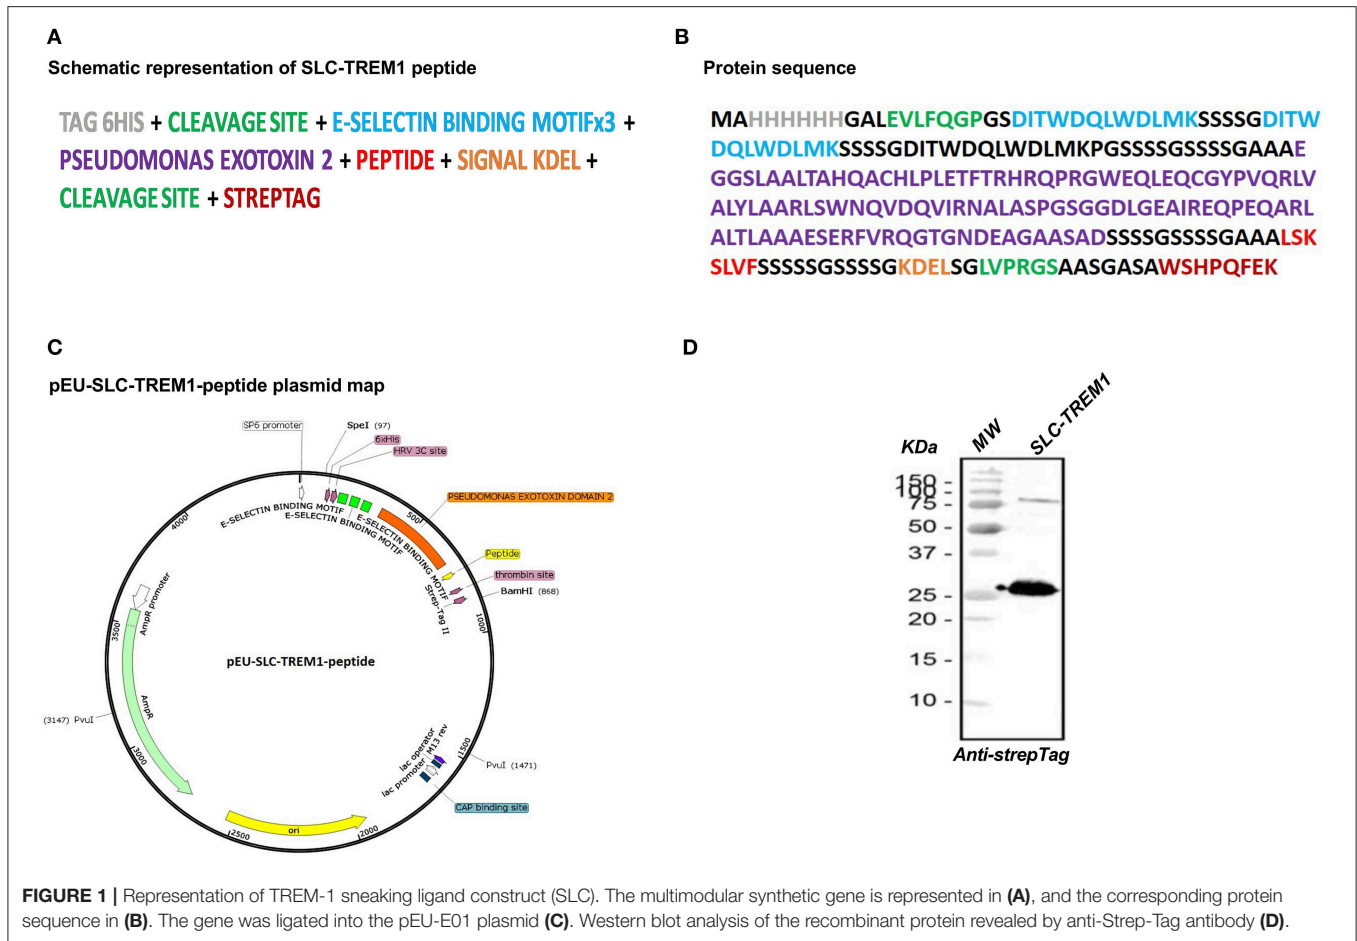 A
Schematic representation of SLC-TREM1 peptide
TAG 6HIS + CLEAVAGE SITE + E-SELECTIN BINDING MOTIFx3 +
PSEUDOMONAS EXOTOXIN 2 + PEPTIDE + SIGNAL KDEL +
CLEAVAGE SITE + STREPTAG
B
Protein sequence
MAHHHHHHGALEVLFQGPGSDITWDQLWDLMKSSSSGDITW
DQLWDLMKSSSSGDITWDQLWDLMKPGSSSSGSSSSGAAAE
GGSLAALTAHQACHLPLETFTRHRQPRGWEQLEQCGYPVQRLV
ALYLAARLSWNQVDQVIRNALASPGSGGDLGEAIREQPEQARL
ALTLAAAESERFVRQGTGNDEAGAASADSSSSGSSSSGAAALSK
SLVFSSSSSGSSSSGKDELSGLVPRGSAASGASAWSHPQFEK
C
pEU-SLC-TREM1-peptide plasmid map
SP6 promoter
SpeI (97)
6xHis
HRV 3C site
E-SELECTIN BINDING MOTIF
E-SELECTIN BINDING MOTIF
E-SELECTIN BINDING MOTIF
500
PSEUDOMONAS EXOTOXIN DOMAIN 2
Peptide
thrombin site
BamHI (868)
Strep-Tag II
1000
4000
AmpR promoter
3500
pEU-SLC-TREM1-peptide
AmpR
(3147) PvuI
3000
lac operator
M13 rev
lac promoter
1500
PvuI (1471)
CAP binding site
ori
2500
2000
D
KDa
MW
SLC-TREM1
150 -
100 -
75 -
50 -
37 -
25 -
20 -
15 -
10 -
Anti-strepTag
FIGURE 1 | Representation of TREM-1 sneaking ligand construct (SLC). The multimodular synthetic gene is represented in (A), and the corresponding protein
sequence in (B). The gene was ligated into the pEU-E01 plasmid (C). Western blot analysis of the recombinant protein revealed by anti-Strep-Tag antibody (D).